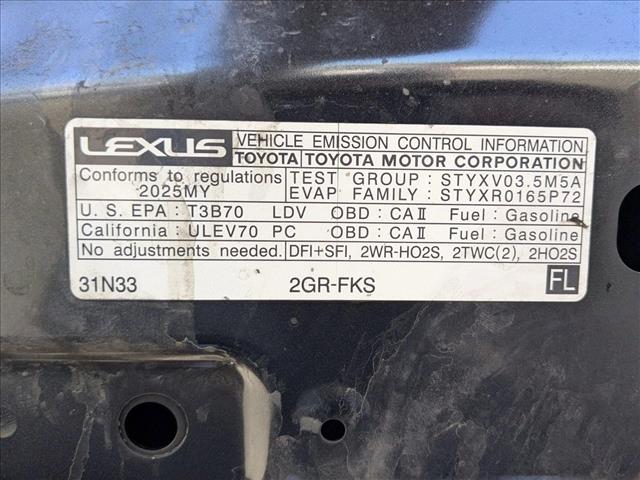 LEXUS VEHICLE EMISSION CONTROL INFORMATION
TOYOTA TOYOTA MOTOR CORPORATION
Conforms to regulations TEST GROUP : STYXV03.5M5A
2025MY EVAP FAMILY : STYXR0165P72
U. S. EPA : T3B70 LDV OBD : CAⅡ Fuel : Gasoline
California : ULEV70 PC OBD : CAⅡ Fuel : Gasoline
No adjustments needed. DFI+SFI, 2WR-HO2S, 2TWC(2), 2HO2S
31N33 2GR-FKS FL